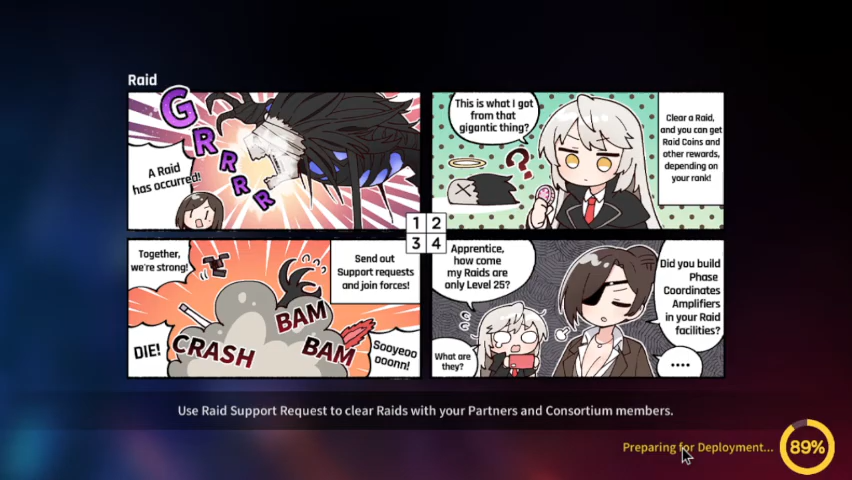 Raid
GRRRRR
A Raid
has occurred!
1 2
3 4
This is what I got
from that
gigantic thing?
?
Clear a Raid,
and you can get
Raid Coins and
other rewards,
depending on
your rank!
Together,
we're strong!
Send out
Support requests
and join forces!
DIE!
CRASH
BAM
BAM
Sooyeoo
ooonn!
Apprentice,
how come
my Raids are
only Level 25?
What are
they?
Did you build
Phase
Coordinates
Amplifiers
in your Raid
facilities?
....
Use Raid Support Request to clear Raids with your Partners and Consortium members.
Preparing for Deployment...
89%